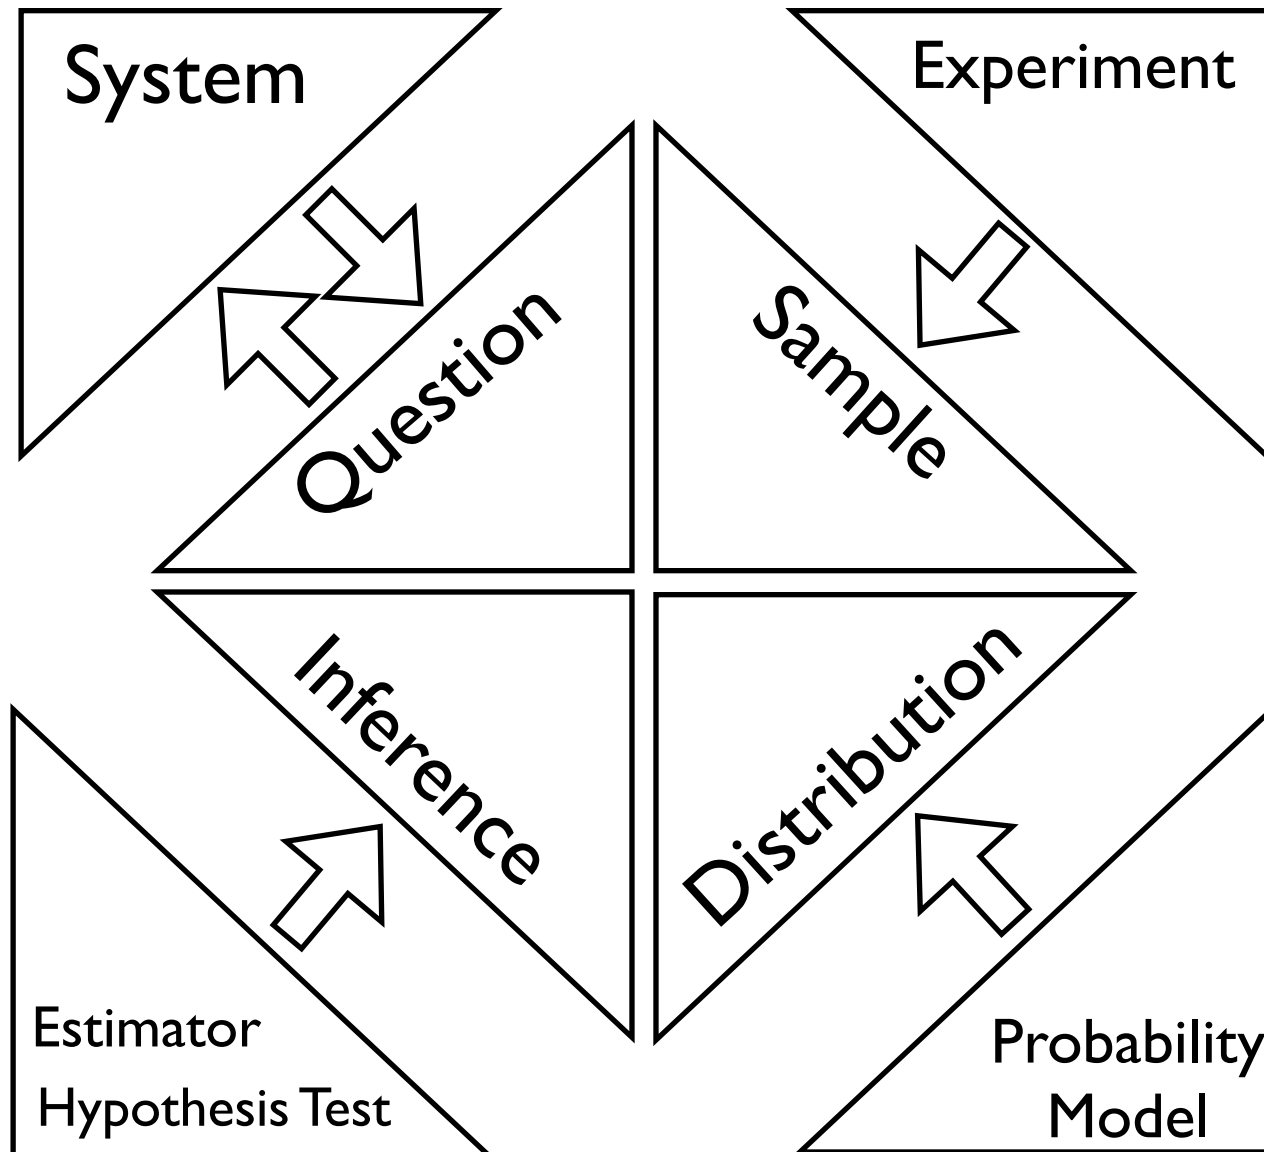 System
Experiment
Question
Sample
Inference
Distribution
Estimator
Hypothesis Test
Probability
Model